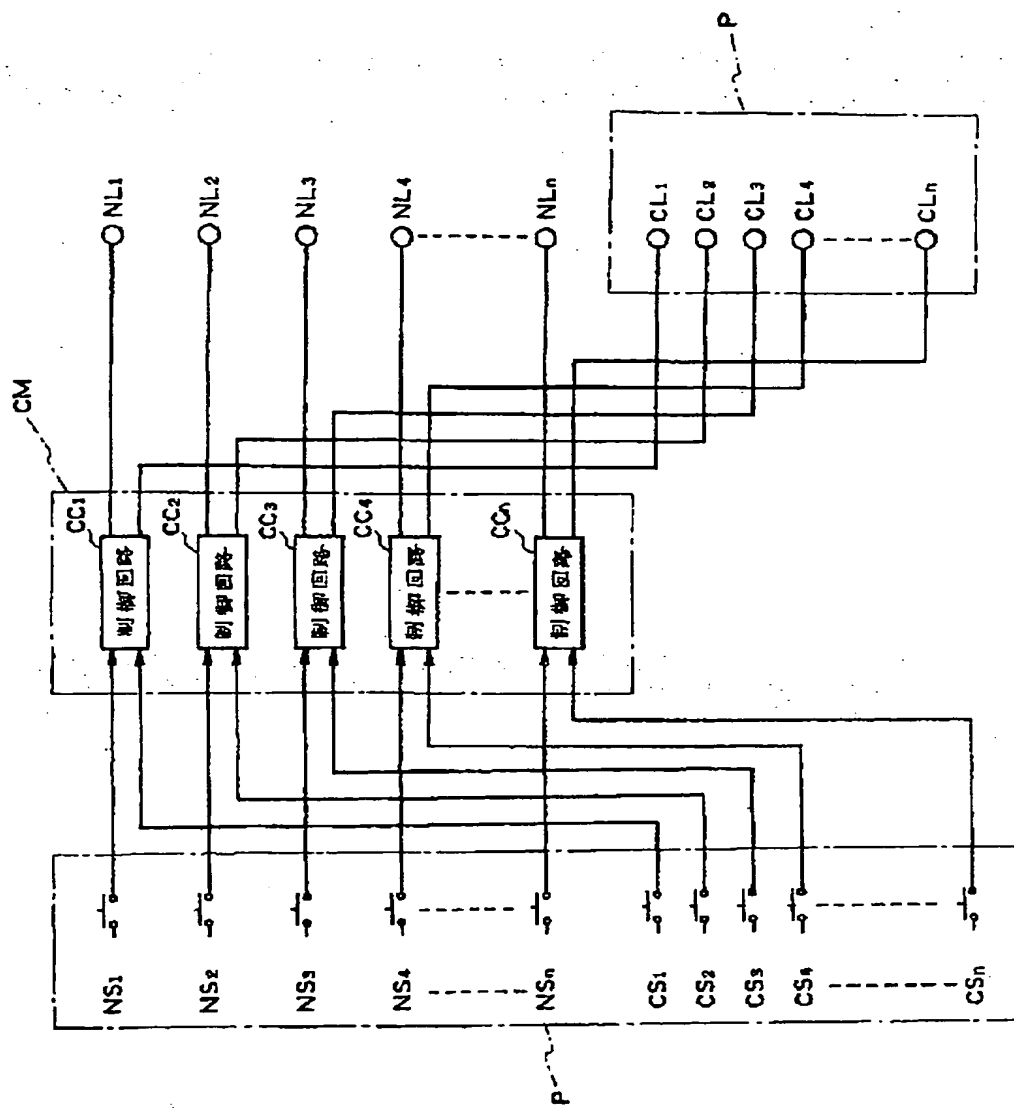 P
NS1
NS2
NS3
NS4
NSn
CS1
CS2
CS3
CS4
CSn
CM
CC1
制御回路
CC2
制御回路
CC3
制御回路
CC4
制御回路
CCn
制御回路
NL1
NL2
NL3
NL4
NLn
P
CL1
CL2
CL3
CL4
CLn